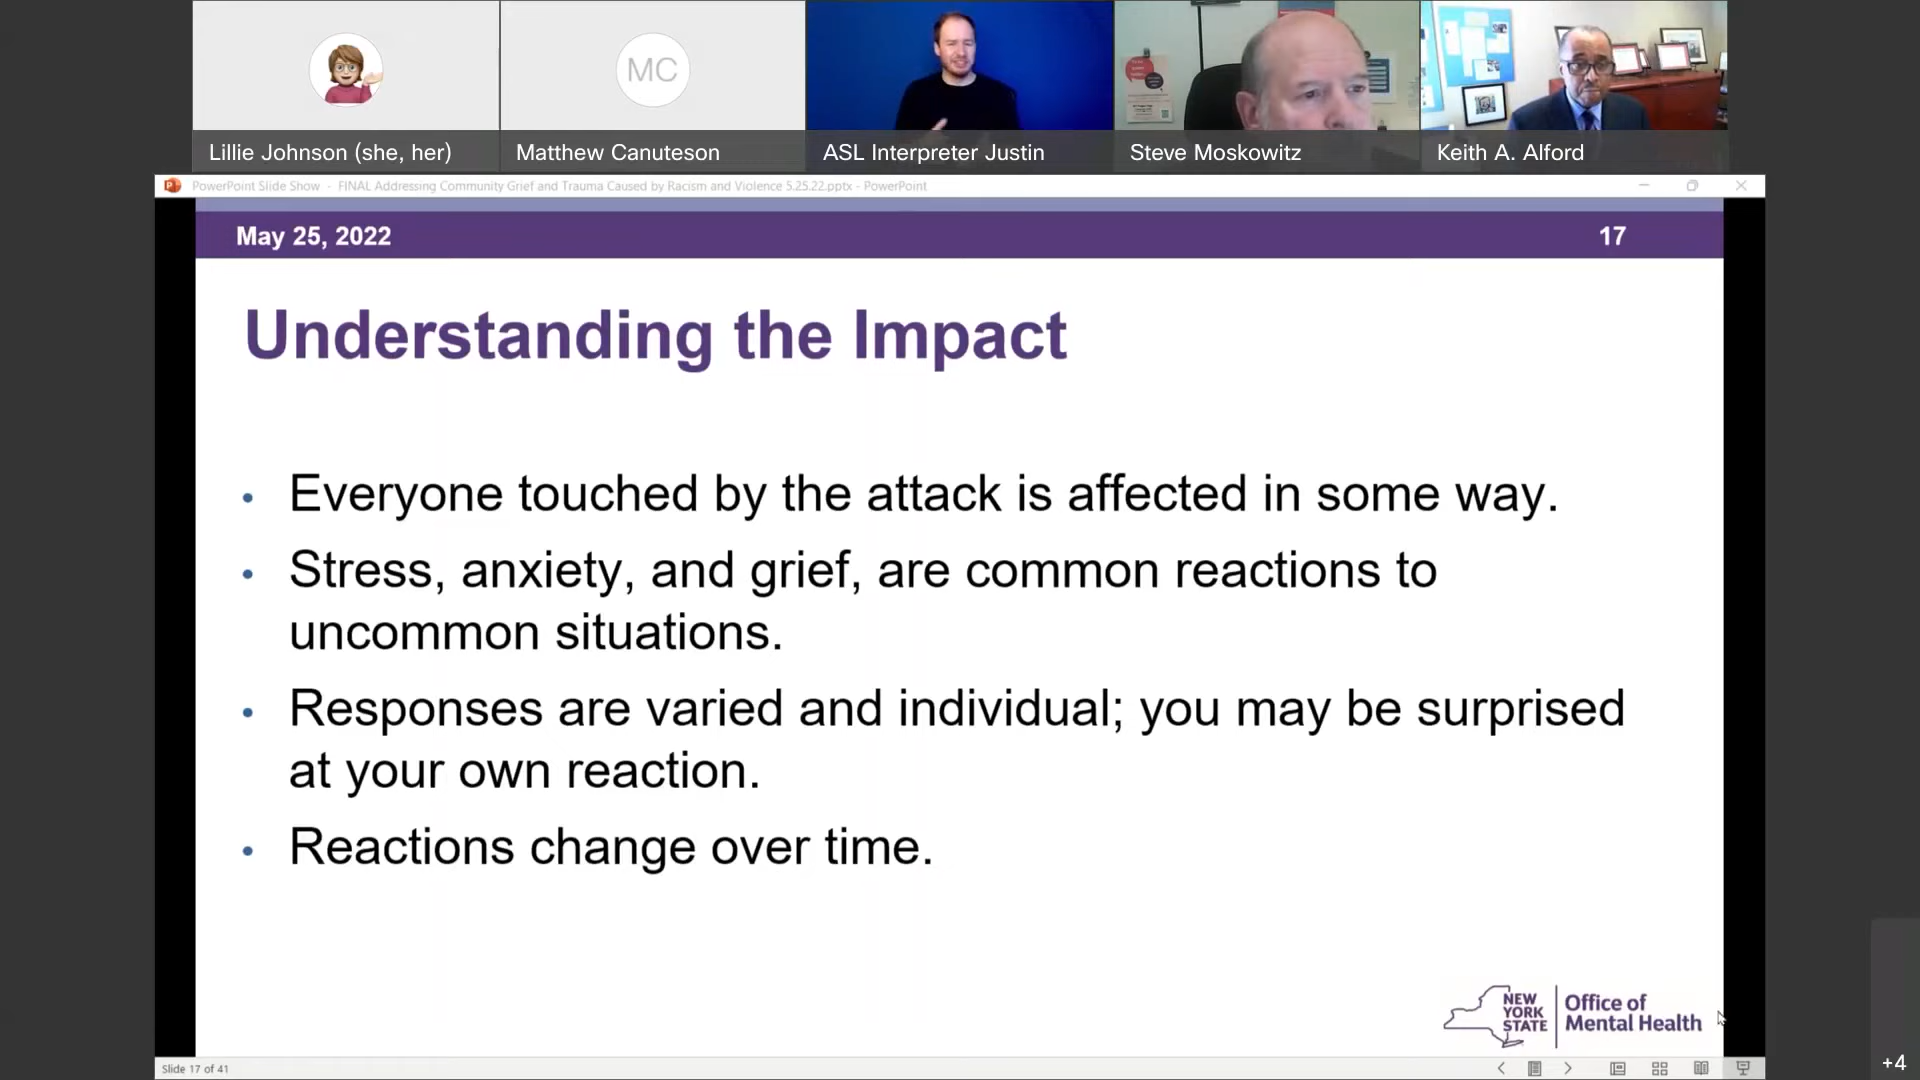 MC
Lillie Johnson (she, her)
Matthew Canuteson
ASL Interpreter Justin
Steve Moskowitz
Keith A. Alford
PowerPoint Slide Show - FINAL Addressing Community Grief and Trauma Caused by Racism and Violence 5.25.22.pptx - PowerPoint
May 25, 2022
17
Understanding the Impact
• Everyone touched by the attack is affected in some way.
• Stress, anxiety, and grief, are common reactions to
uncommon situations.
• Responses are varied and individual; you may be surprised
at your own reaction.
• Reactions change over time.
NEW
YORK
STATE
Office of
Mental Health
Slide 17 of 41
+4